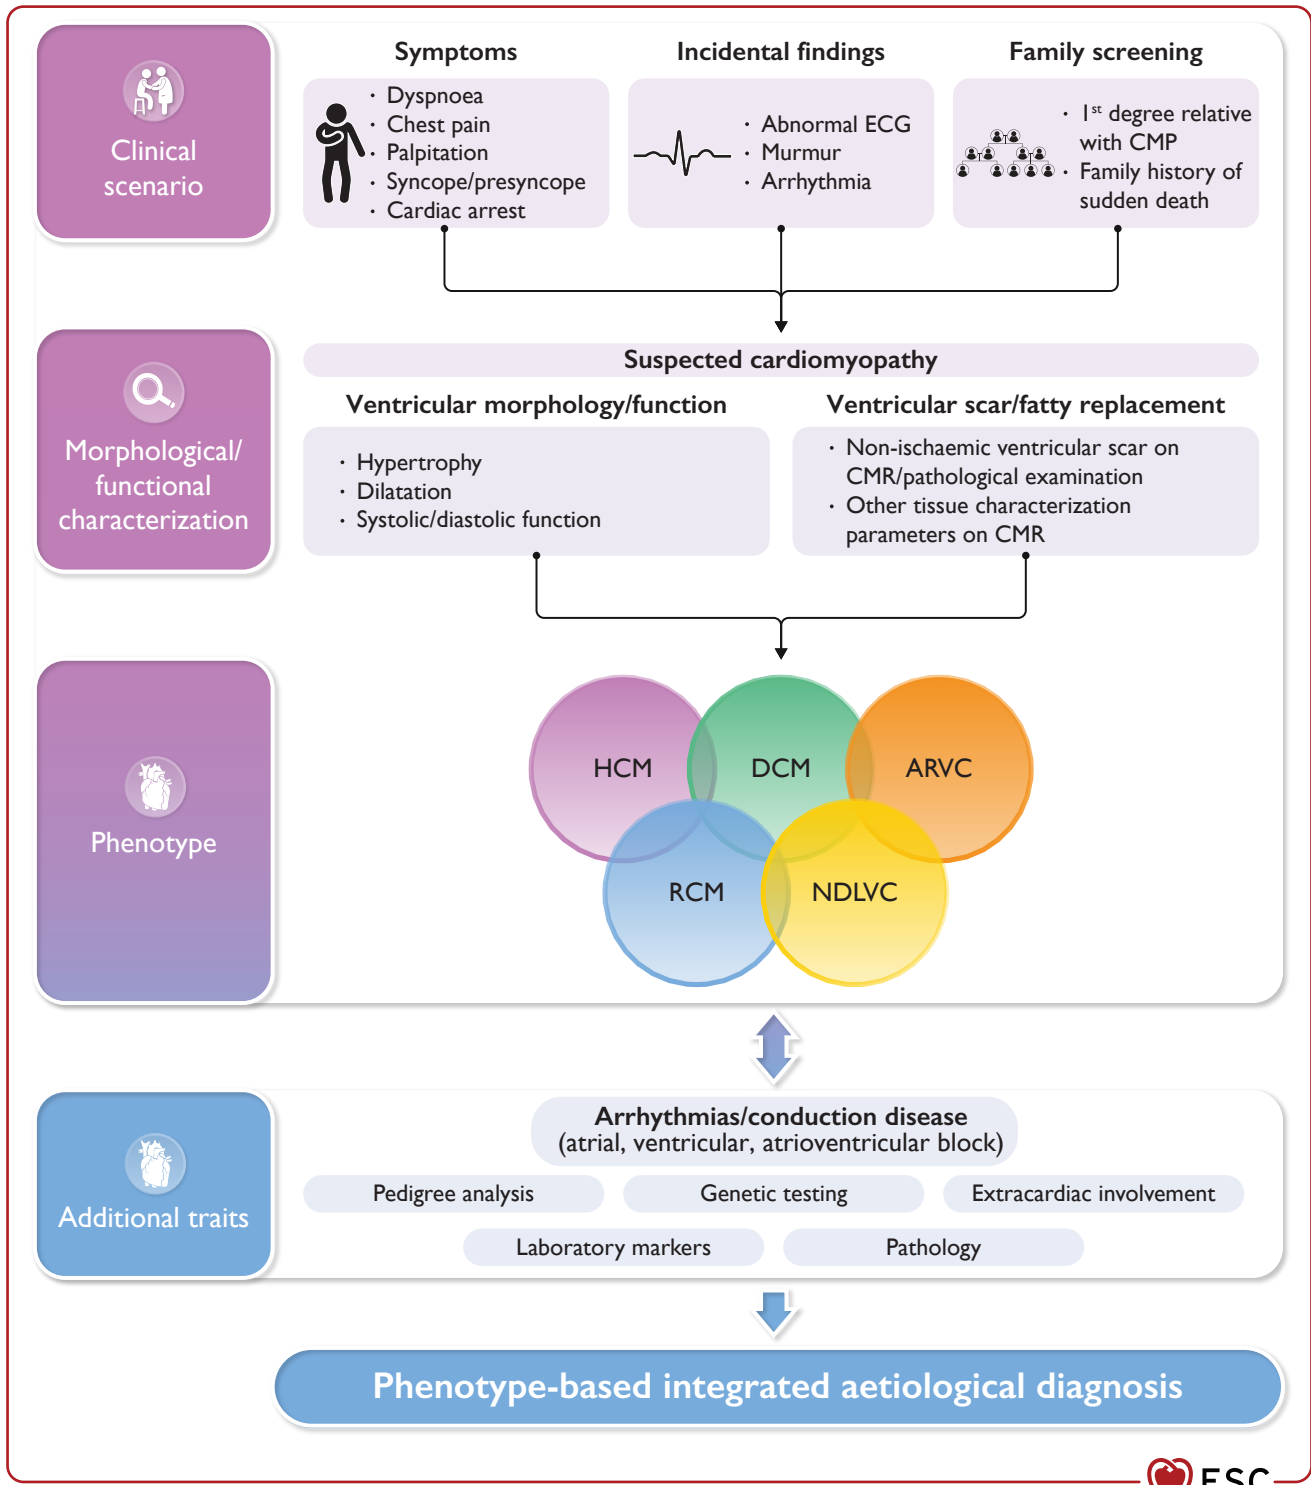 Clinical
scenario
Symptoms
· Dyspnoea
· Chest pain
· Palpitation
· Syncope/presyncope
· Cardiac arrest
Incidental findings
· Abnormal ECG
· Murmur
· Arrhythmia
Family screening
· 1st degree relative
with CMP
· Family history of
sudden death
Morphological/
functional
characterization
Suspected cardiomyopathy
Ventricular morphology/function
· Hypertrophy
· Dilatation
· Systolic/diastolic function
Ventricular scar/fatty replacement
· Non-ischaemic ventricular scar on
CMR/pathological examination
· Other tissue characterization
parameters on CMR
Phenotype
HCM
DCM
ARVC
RCM
NDLVC
Additional traits
Arrhythmias/conduction disease
(atrial, ventricular, atrioventricular block)
Pedigree analysis
Genetic testing
Extracardiac involvement
Laboratory markers
Pathology
Phenotype-based integrated aetiological diagnosis
ESC